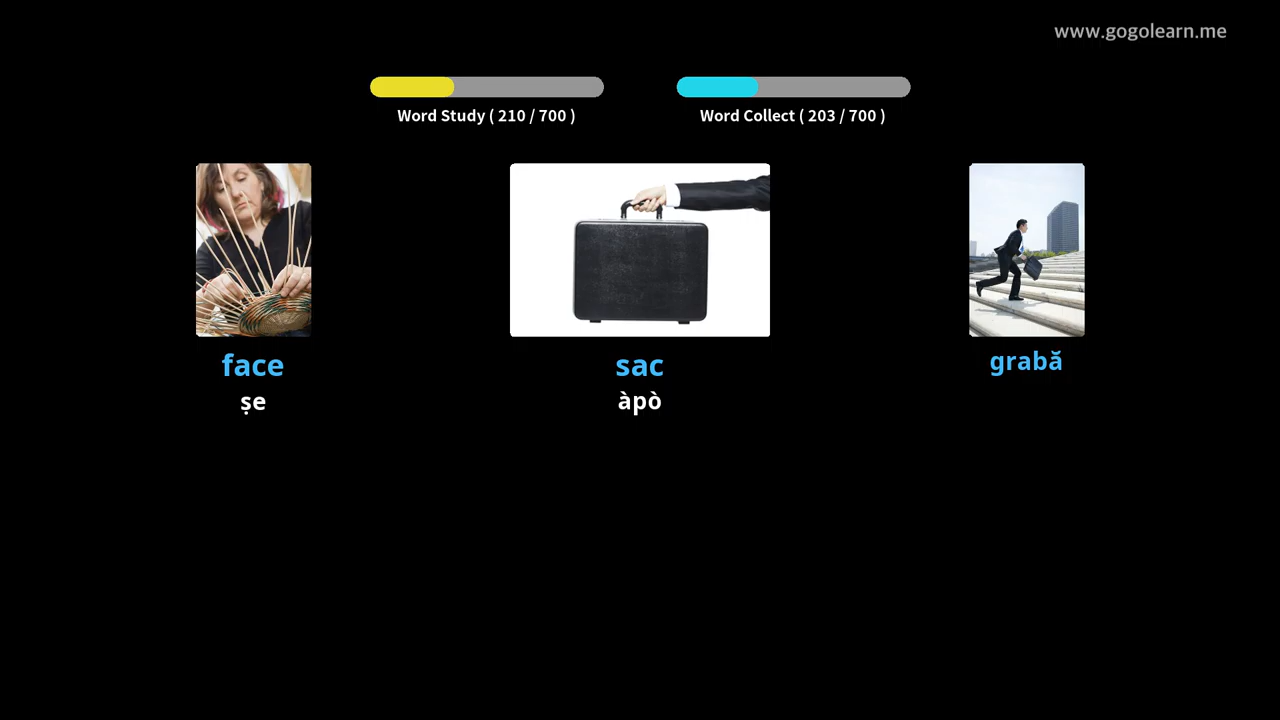 www.gogolearn.me
Word Study ( 210 / 700 )
Word Collect ( 203 / 700 )
face
sac
grabă
ṣe
àpò